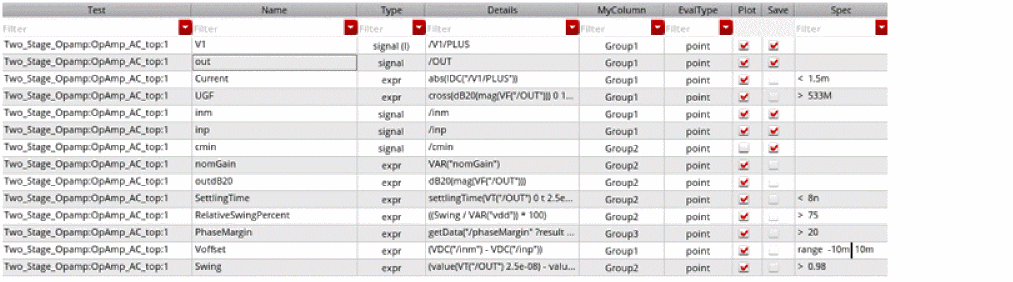 Test Name Type Details MyColumn EvalType Plot Save Spec
Filter Filter Filter Filter Filter Filter Filter
Two_Stage_Opamp:OpAmp_AC_top:1 V1 signal (I) /V1/PLUS Group1 point
Two_Stage_Opamp:OpAmp_AC_top:1 out signal /OUT Group1 point
Two_Stage_Opamp:OpAmp_AC_top:1 Current expr abs(IDC("/V1/PLUS")) Group1 point < 1.5m
Two_Stage_Opamp:OpAmp_AC_top:1 UGF expr cross(dB20(mag(VF("/OUT"))) 0 1... Group1 point > 533M
Two_Stage_Opamp:OpAmp_AC_top:1 inm signal /inm Group1 point
Two_Stage_Opamp:OpAmp_AC_top:1 inp signal /inp Group1 point
Two_Stage_Opamp:OpAmp_AC_top:1 cmin signal /cmin Group2 point
Two_Stage_Opamp:OpAmp_AC_top:1 nomGain expr VAR("nomGain") Group2 point
Two_Stage_Opamp:OpAmp_AC_top:1 outdB20 expr dB20(mag(VF("/OUT"))) Group2 point
Two_Stage_Opamp:OpAmp_AC_top:1 SettlingTime expr settlingTime(VT("/OUT") 0 t 2.5e... Group2 point < 8n
Two_Stage_Opamp:OpAmp_AC_top:1 RelativeSwingPercent expr ((Swing / VAR("vdd")) * 100) Group2 point > 75
Two_Stage_Opamp:OpAmp_AC_top:1 PhaseMargin expr getData("/phaseMargin" ?result ... Group3 point > 20
Two_Stage_Opamp:OpAmp_AC_top:1 Voffset expr (VDC("/inm") - VDC("/inp")) Group1 point range -10m 10m
Two_Stage_Opamp:OpAmp_AC_top:1 Swing expr (value(VT("/OUT") 2.5e-08) - valu... Group2 point > 0.98